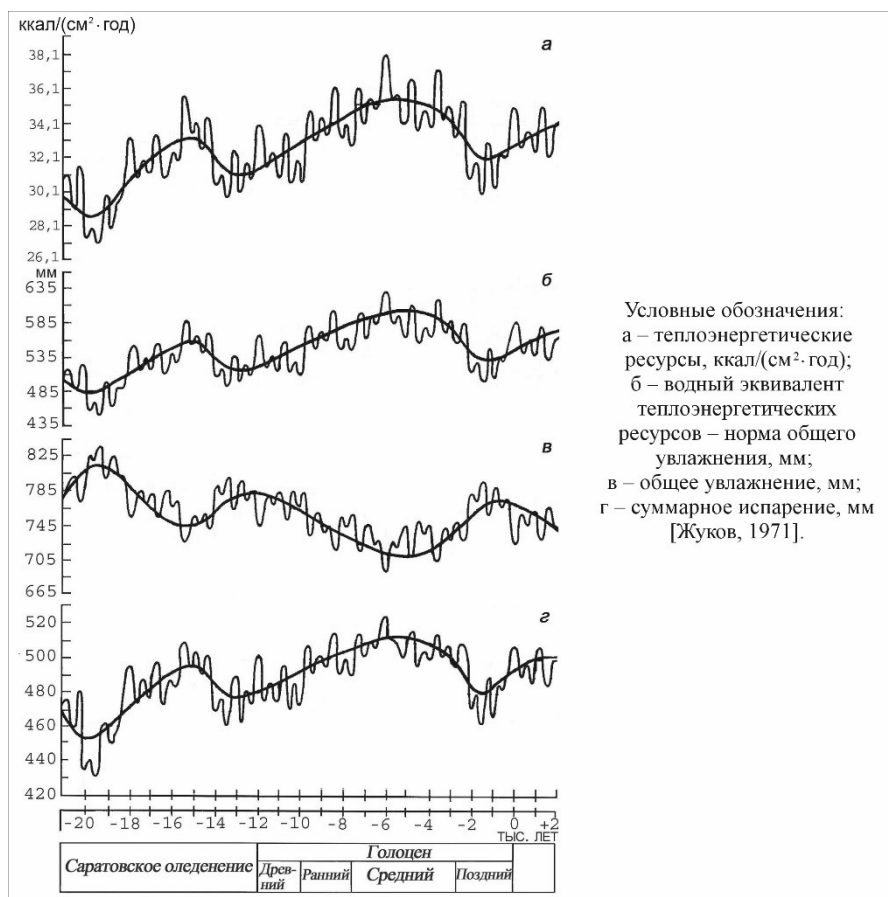 ккал/(см²· год)
а
38,1
36,1
34,1
32,1
30,1
28,1
26,1
мм
б
635
585
535
485
435
в
825
785
745
705
665
г
520
500
480
460
440
420
-20 -18 -16 -14 -12 -10 -8 -6 -4 -2 0 +2
ТЫС. ЛЕТ
Саратовское оледенение
Голоцен
Древ-
ний
Ранний
Средний
Поздний
Условные обозначения:
а – теплоэнергетические
ресурсы, ккал/(см²· год);
б – водный эквивалент
теплоэнергетических
ресурсов – норма общего
увлажнения, мм;
в – общее увлажнение, мм;
г – суммарное испарение, мм
[Жуков, 1971].